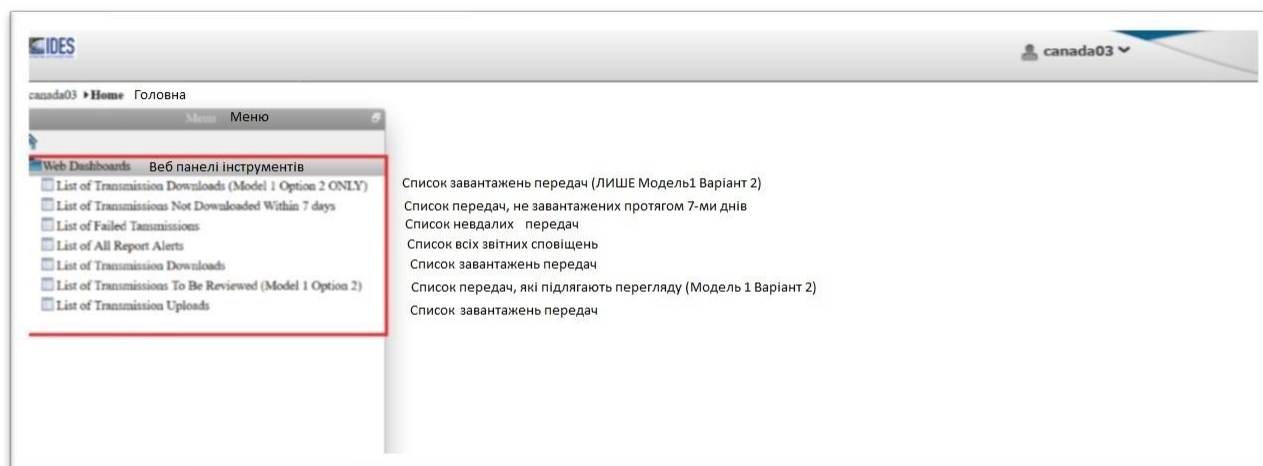 IDES
canada03
canada03 ▸Home Головна
Menu Меню
Web Dashboards Веб панелі інструментів
List of Transmission Downloads (Model 1 Option 2 ONLY) Список завантажень передач (ЛИШЕ Модель1 Варіант 2)
List of Transmissions Not Downloaded Within 7 days Список передач, не завантажених протягом 7-ми днів
List of Failed Tansmissions Список невдалих передач
List of All Report Alerts Список всіх звітних сповіщень
List of Transmission Downloads Список завантажень передач
List of Transmissions To Be Reviewed (Model 1 Option 2) Список передач, які підлягають перегляду (Модель 1 Варіант 2)
List of Transmission Uploads Список завантажень передач